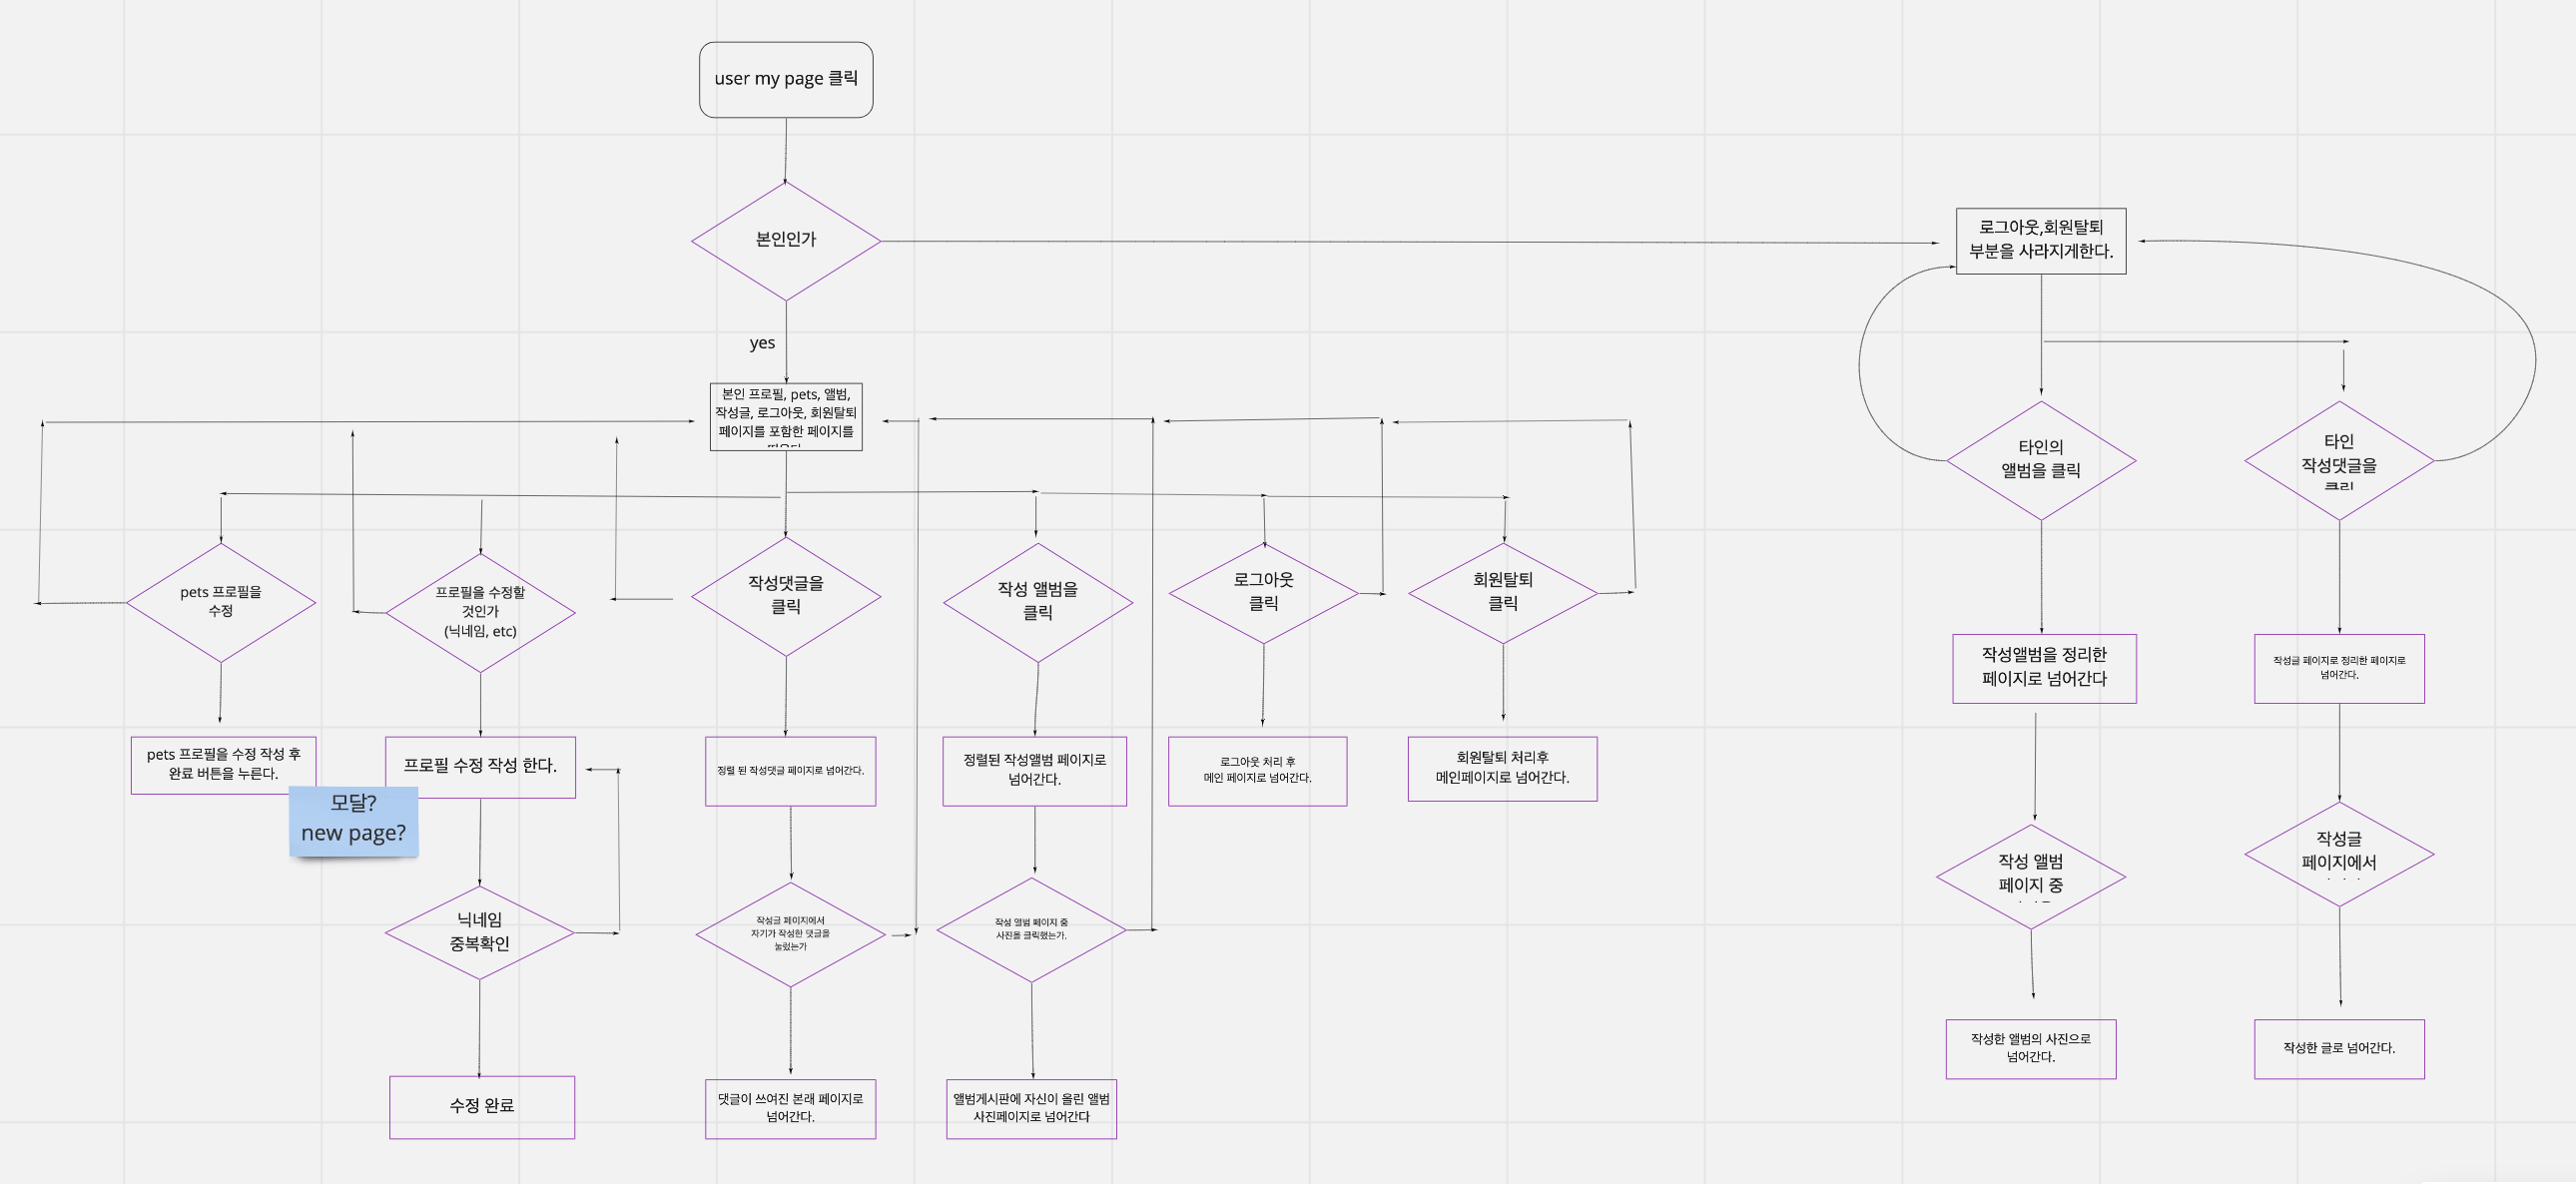 user my page 클릭
본인인가
로그아웃,회원탈퇴
부분을 사라지게한다.
yes
본인 프로필, pets, 앨범,
작성글, 로그아웃, 회원탈퇴
페이지를 포함한 페이지를
타인의
앨범을 클릭
타인
작성댓글을
pets 프로필을
수정
프로필을 수정할
것인가
(닉네임, etc)
작성댓글을
클릭
작성 앨범을
클릭
로그아웃
클릭
회원탈퇴
클릭
작성앨범을 정리한
페이지로 넘어간다
작성글 페이지로 정리한 페이지로
넘어간다.
pets 프로필을 수정 작성 후
완료 버튼을 누른다.
프로필 수정 작성 한다.
정렬 된 작성댓글 페이지로 넘어간다.
정렬된 작성앨범 페이지로
넘어간다.
로그아웃 처리 후
메인 페이지로 넘어간다.
회원탈퇴 처리후
메인페이지로 넘어간다.
모달?
new page?
작성 앨범
페이지 중
작성글
페이지에서
닉네임
중복확인
작성글 페이지에서
자기가 작성한 댓글을
눌렀는가
작성 앨범 페이지 중
사진을 클릭했는가.
작성한 앨범의 사진으로
넘어간다.
작성한 글로 넘어간다.
수정 완료
댓글이 쓰여진 본래 페이지로
넘어간다.
앨범게시판에 자신이 올린 앨범
사진페이지로 넘어간다